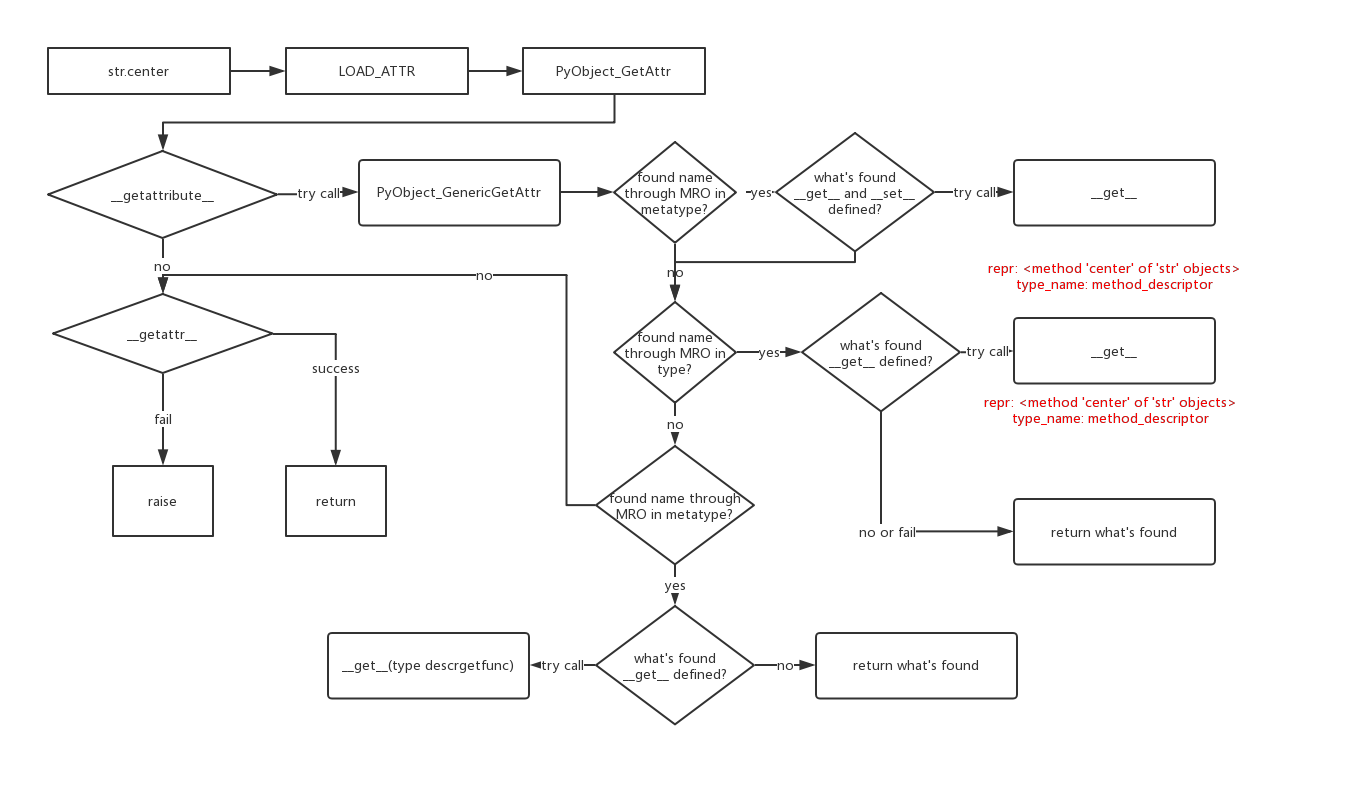 str.center
LOAD_ATTR
PyObject_GetAttr
__getattribute__
try call
PyObject_GenericGetAttr
found name
through MRO in
metatype?
yes
what's found
__get__ and __set__
defined?
try call
__get__
no
no
no
repr: <method 'center' of 'str' objects>
type_name: method_descriptor
__getattr__
success
fail
found name
through MRO in
type?
yes
what's found
__get__ defined?
try call
__get__
repr: <method 'center' of 'str' objects>
type_name: method_descriptor
no
raise
return
found name through
MRO in metatype?
no or fail
return what's found
yes
__get__(type descrgetfunc)
try call
what's found
__get__ defined?
no
return what's found